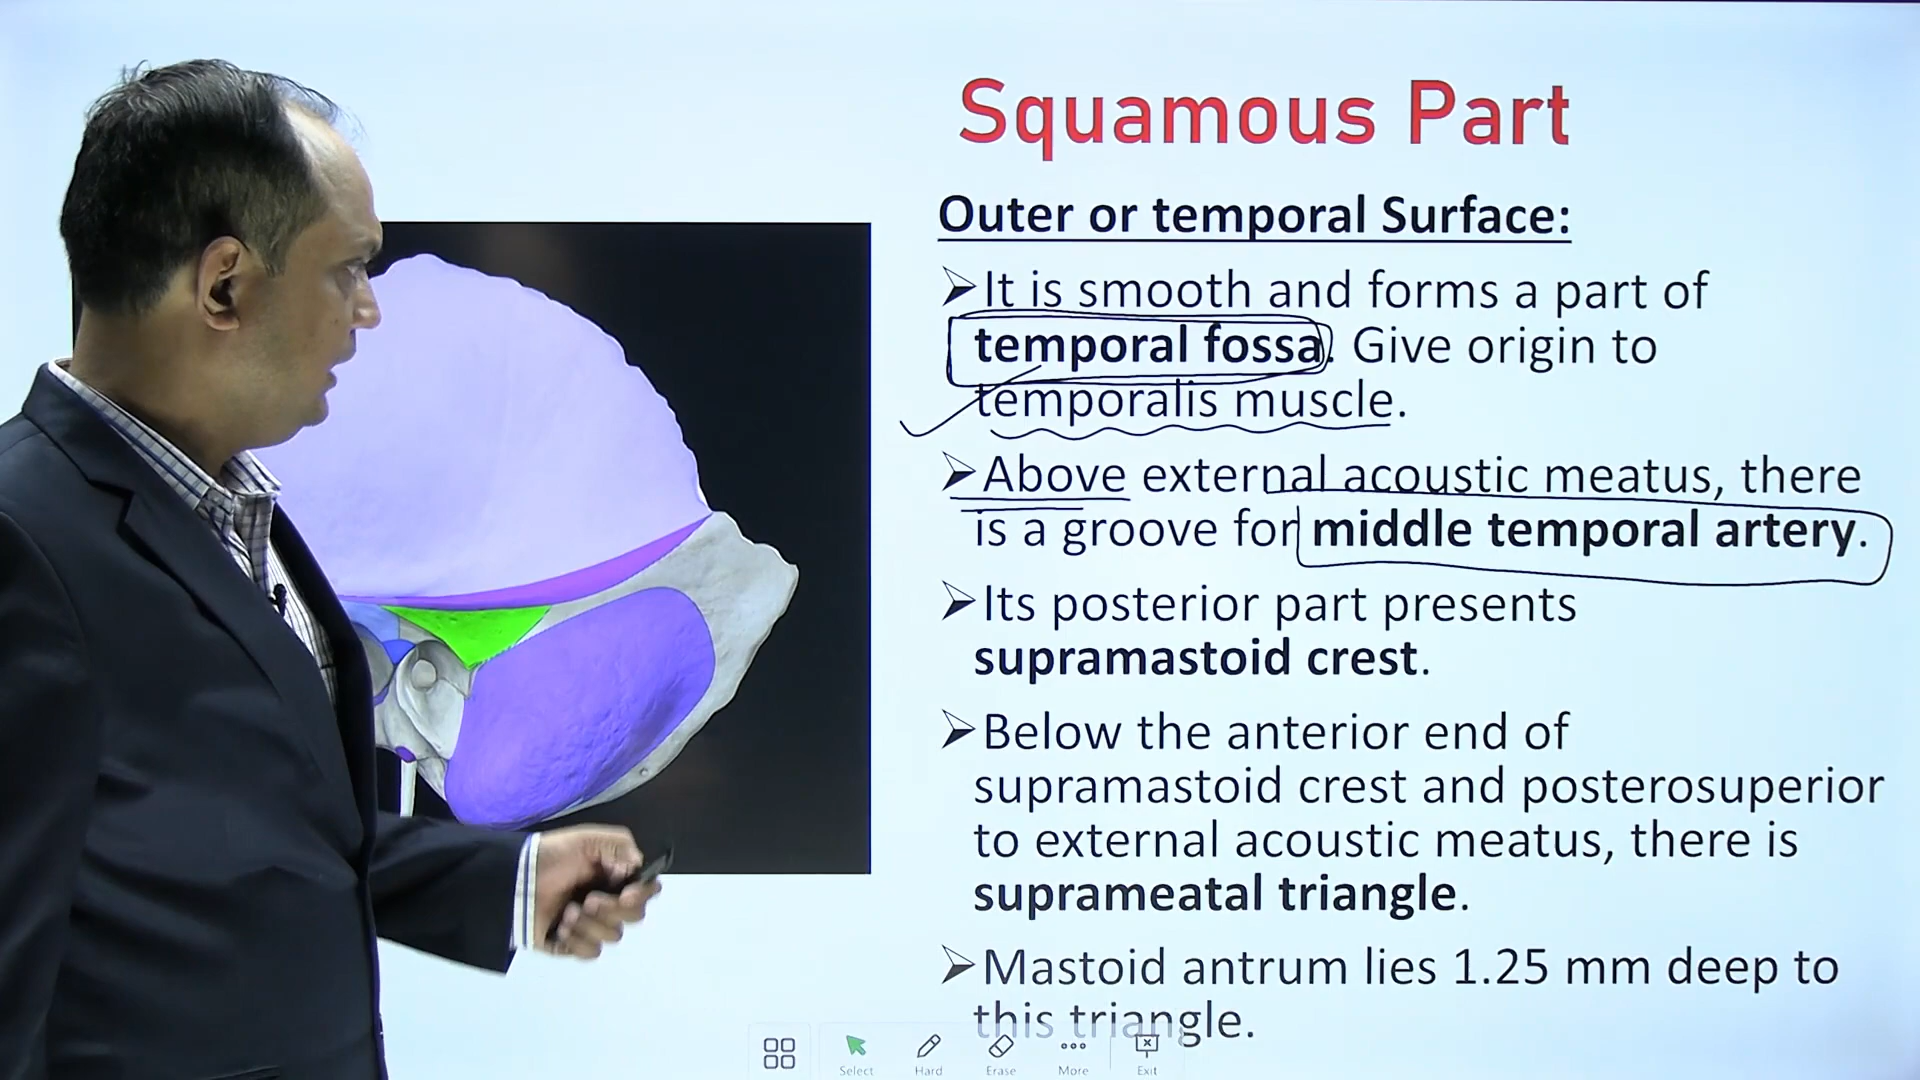 Squamous Part
Outer or temporal Surface:
➢It is smooth and forms a part of
temporal fossa. Give origin to
temporalis muscle.
➢Above external acoustic meatus, there
is a groove for middle temporal artery.
➢Its posterior part presents
supramastoid crest.
➢Below the anterior end of
supramastoid crest and posterosuperior
to external acoustic meatus, there is
suprameatal triangle.
➢Mastoid antrum lies 1.25 mm deep to
this triangle.
Select Hard Erase More Exit